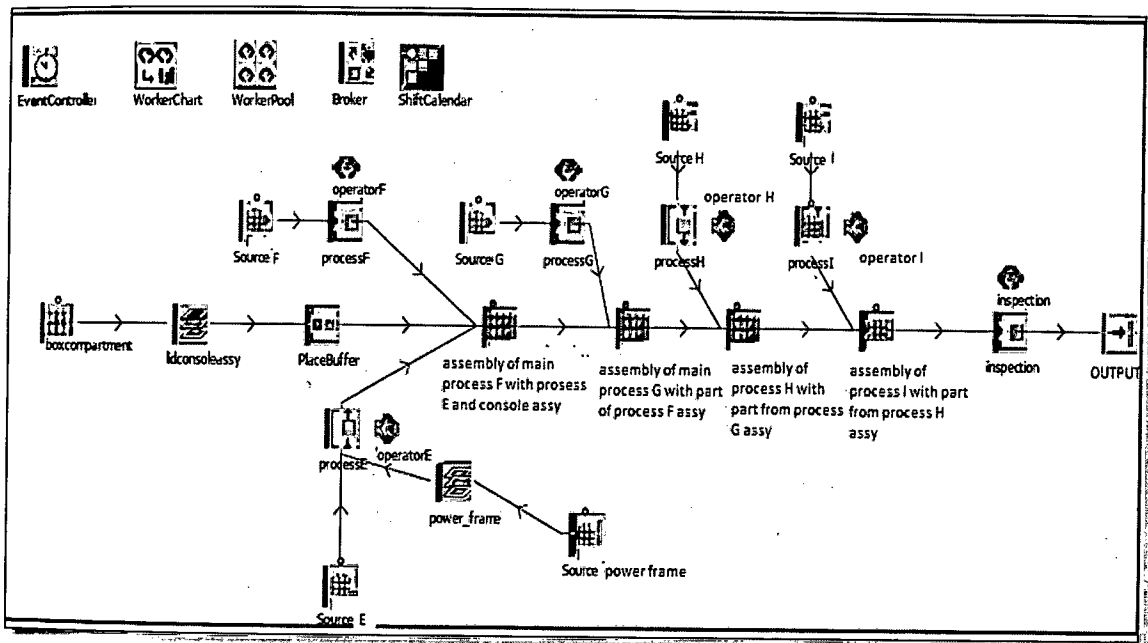 EventController
WorkerChart
WorkerPool
Broker
ShiftCalendar
Source H
Source I
operatorF
operatorG
operator H
operator I
Source F
processF
Source G
processG
processH
processI
inspection
boxcompartment
lidconsoleassy
PlaceBuffer
assembly of main
process F with prosess
E and console assy
assembly of main
process G with part
of process F assy
assembly of
process H with
part from process
G assy
assembly of
process I with part
from process H
assy
inspection
OUTPUT
processE
operatorE
power_frame
Source power frame
Source E